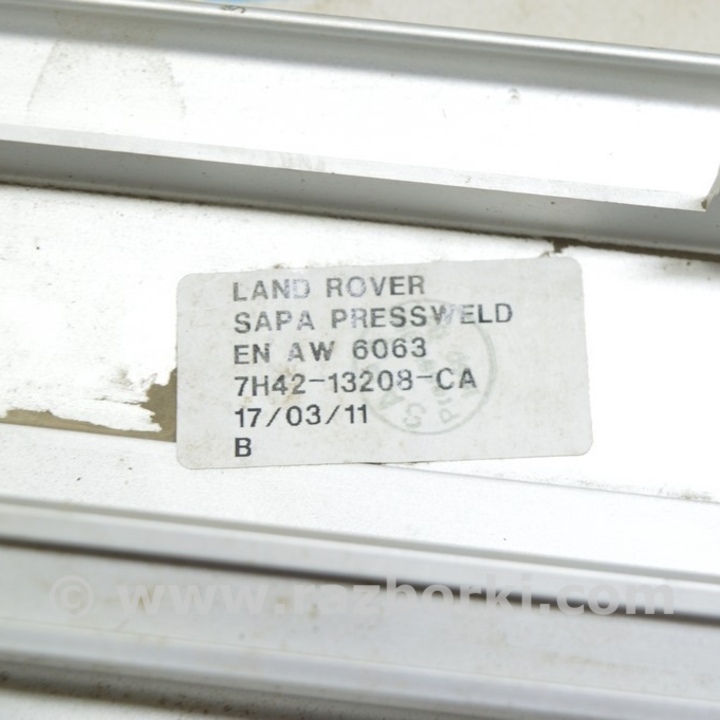 LAND ROVER
SAPA PRESSWELD
EN AW 6063
7H42-13208-CA
17/03/11
B
© www.razborki.com